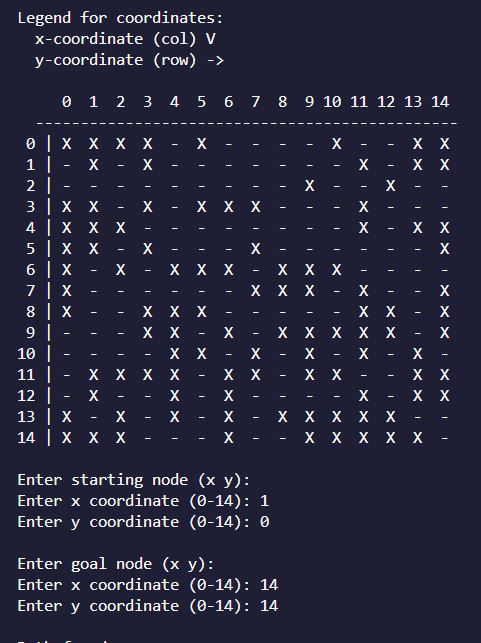 Legend for coordinates:
x-coordinate (col) V
y-coordinate (row) ->
0 1 2 3 4 5 6 7 8 9 10 11 12 13 14
-----------------------------------------------
0 | X X X X - X - - - - X - - X X
1 | - X - X - - - - - - - X - X X
2 | - - - - - - - - - X - - X - -
3 | X X - X - X X X - - - X - - -
4 | X X X - - - - - - - - X - X X
5 | X X - X - - - X - - - - - - X
6 | X - X - X X X - X X X - - - -
7 | X - - - - - - X X X - X - - X
8 | X - - X X X - - - - - X X - X
9 | - - - X X - X - X X X X X - X
10 | - - - - X X - X - X - X - X -
11 | - X X X X - X X - X X - - X X
12 | - X - - X - X - - - - X - X X
13 | X - X - X - X - X X X X X - -
14 | X X X - - - X - - X X X X X -
Enter starting node (x y):
Enter x coordinate (0-14): 1
Enter y coordinate (0-14): 0
Enter goal node (x y):
Enter x coordinate (0-14): 14
Enter y coordinate (0-14): 14